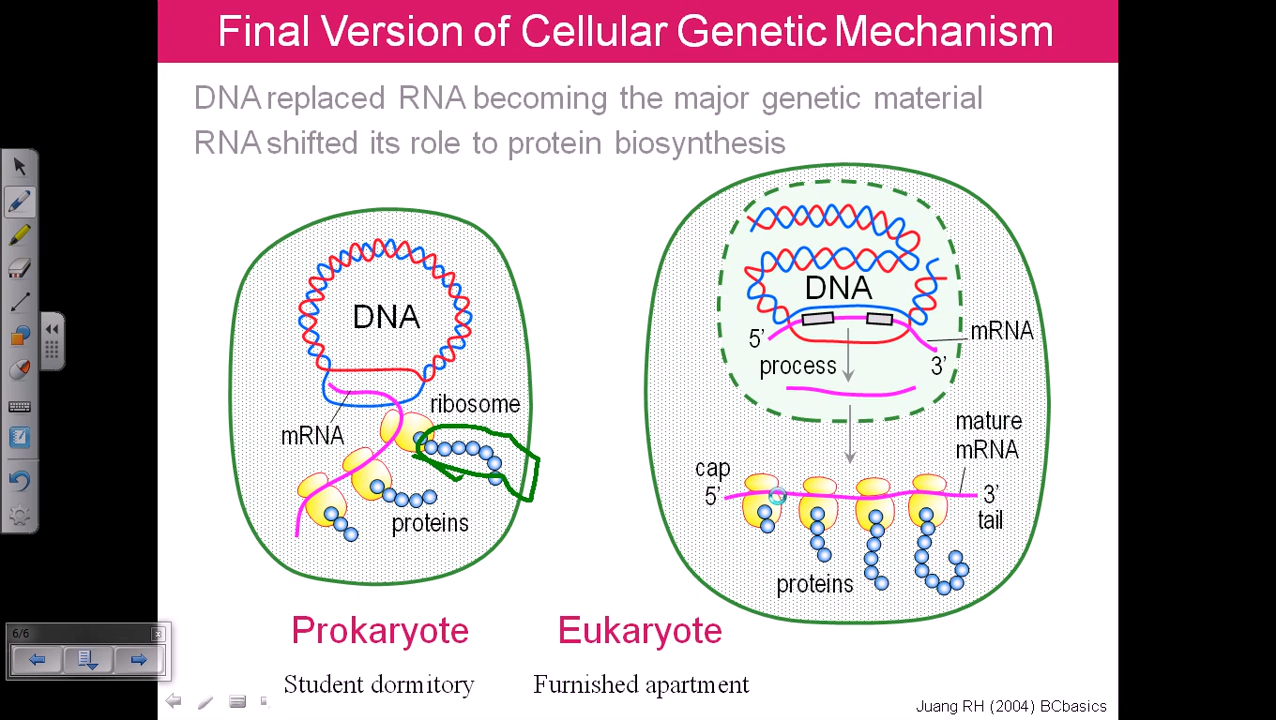 Final Version of Cellular Genetic Mechanism
DNA replaced RNA becoming the major genetic material
RNA shifted its role to protein biosynthesis
DNA
ribosome
mRNA
proteins
DNA
5’
mRNA
process
3’
mature
mRNA
cap
5’
3’
tail
proteins
Prokaryote
Eukaryote
Student dormitory
Furnished apartment
Juang RH (2004) BCbasics
6/6